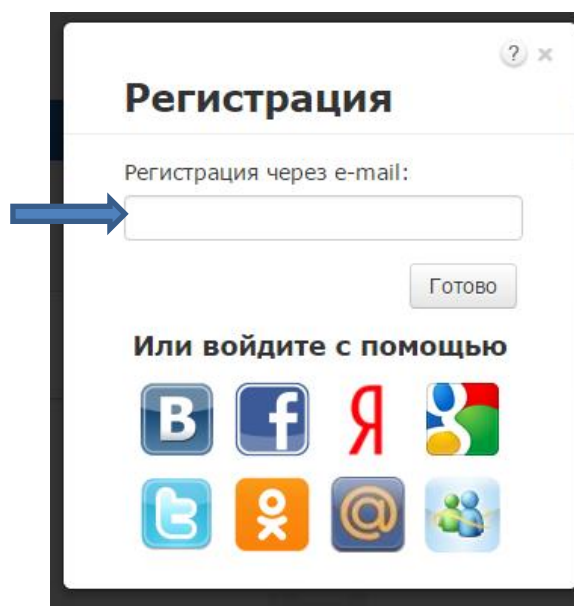 ?
Регистрация
Регистрация через e-mail:
Готово
Или войдите с помощью
B f Я g
t @